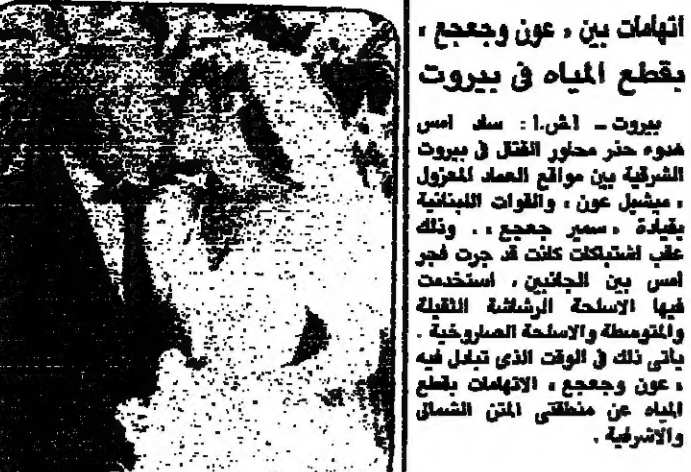 اتهامات بين « عون وجعجع »
بقطع المياه فى بيروت
بيروت ـ أ.ش.ا : ساد امس
هدوء حذر محاور القتال فى بيروت
الشرقية بين مواقع العماد المعزول
« ميشيل عون » والقوات اللبنانية
بقيادة « سمير جعجع » . وذلك
عقب اشتباكات كانت قد جرت فجر
امس بين الجانبين ، استخدمت
فيها الاسلحة الرشاشة الثقيلة
والمتوسطة والاسلحة الصاروخية .
ياتى ذلك فى الوقت الذى تبادل فيه
« عون وجعجع » الاتهامات بقطع
المياه عن منطقتى المتن الشمالى
والاشرفية .